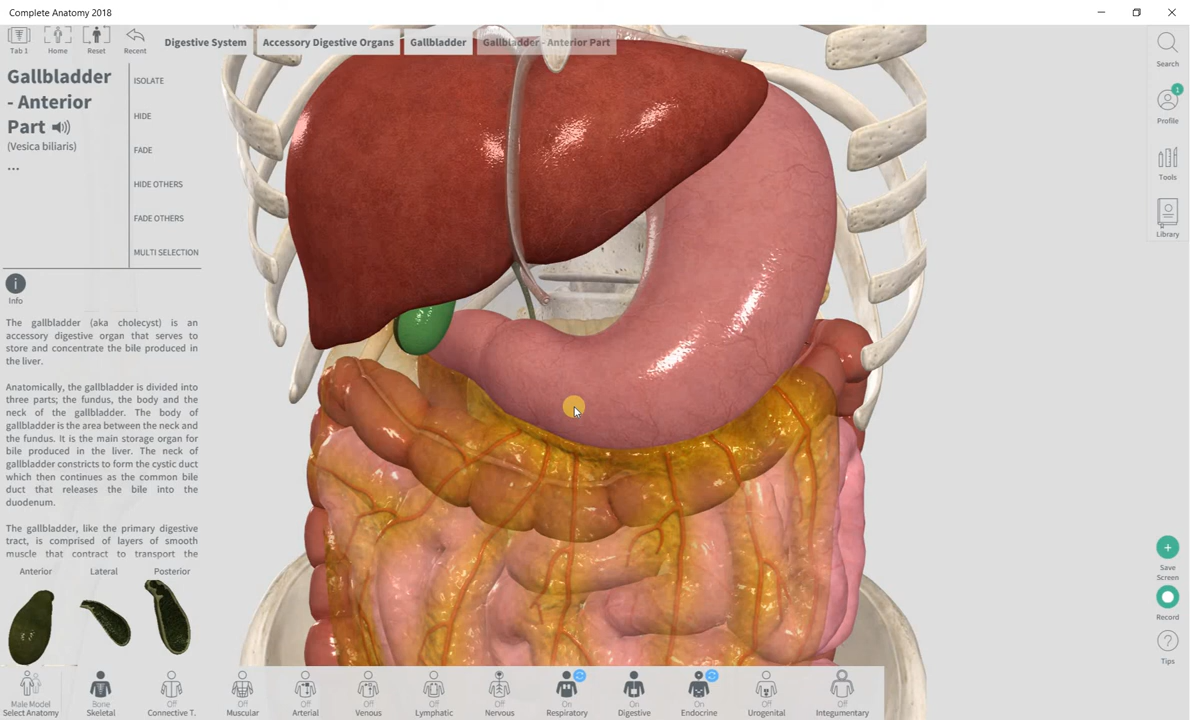 Complete Anatomy 2018
Tab 1
Home
Reset
Recent
Digestive System
Accessory Digestive Organs
Gallbladder
Gallbladder - Anterior Part
Gallbladder
- Anterior
Part
(Vesica biliaris)
...
ISOLATE
HIDE
FADE
HIDE OTHERS
FADE OTHERS
MULTI SELECTION
i
Info
The gallbladder (aka cholecyst) is an
accessory digestive organ that serves to
store and concentrate the bile produced in
the liver.
Anatomically, the gallbladder is divided into
three parts; the fundus, the body and the
neck of the gallbladder. The body of
gallbladder is the area between the neck and
the fundus. It is the main storage organ for
bile produced in the liver. The neck of
gallbladder constricts to form the cystic duct
which then continues as the common bile
duct that releases the bile into the
duodenum.
The gallbladder, like the primary digestive
tract, is comprised of layers of smooth
muscle that contract to transport the
Anterior
Lateral
Posterior
Search
1
Profile
Tools
Library
+
Save
Screen
Record
?
Tips
Male Model
Select Anatomy
Bone
Skeletal
Off
Connective T.
Off
Muscular
Off
Arterial
Off
Venous
Off
Lymphatic
Off
Nervous
On
Respiratory
On
Digestive
On
Endocrine
Off
Urogenital
Off
Integumentary